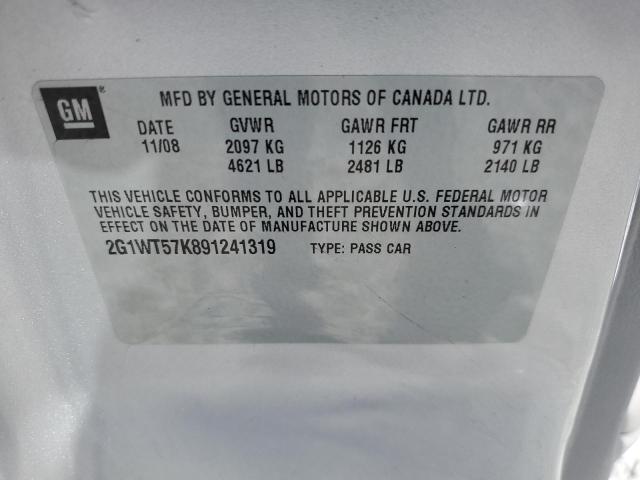 GM ®
MFD BY GENERAL MOTORS OF CANADA LTD.
DATE GVWR GAWR FRT GAWR RR
11/08 2097 KG 1126 KG 971 KG
4621 LB 2481 LB 2140 LB
THIS VEHICLE CONFORMS TO ALL APPLICABLE U.S. FEDERAL MOTOR
VEHICLE SAFETY, BUMPER, AND THEFT PREVENTION STANDARDS IN
EFFECT ON THE DATE OF MANUFACTURE SHOWN ABOVE.
2G1WT57K891241319 TYPE: PASS CAR